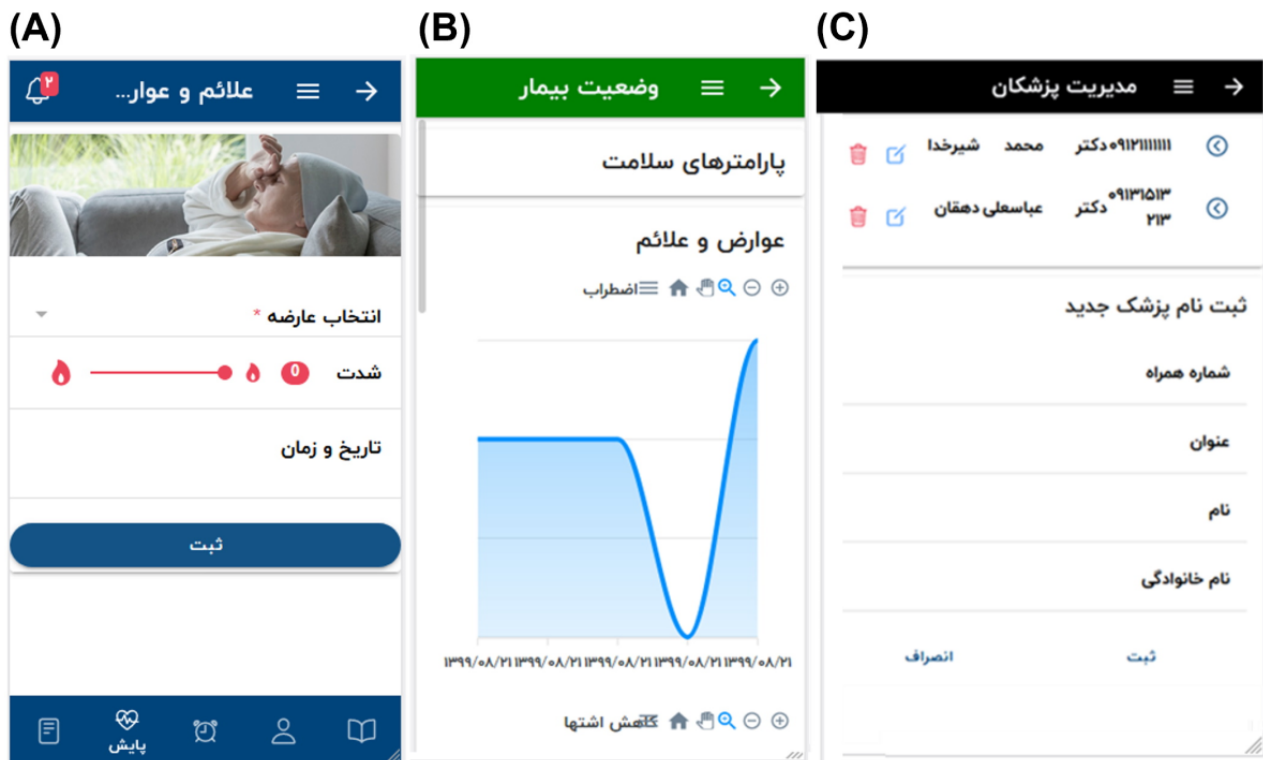 (A)
علائم و عوار...
۲
انتخاب عارضه *
شدت 0
تاریخ و زمان
ثبت
پایش
(B)
وضعیت بیمار
پارامترهای سلامت
عوارض و علائم
اضطراب
۱۳۹۹/۰۸/۲۱ ۱۳۹۹/۰۸/۲۱ ۱۳۹۹/۰۸/۲۱ ۱۳۹۹/۰۸/۲۱ ۱۳۹۹/۰۸/۲۱
کاهش اشتها
(C)
مدیریت پزشکان
۰۹۱۲۱۱۱۱۱۱۱ دکتر محمد شیرخدا
۰۹۱۳۱۵۱۳
۲۱۳ دکتر عباسعلی دهقان
ثبت نام پزشک جدید
شماره همراه
عنوان
نام
نام خانوادگی
ثبت انصراف